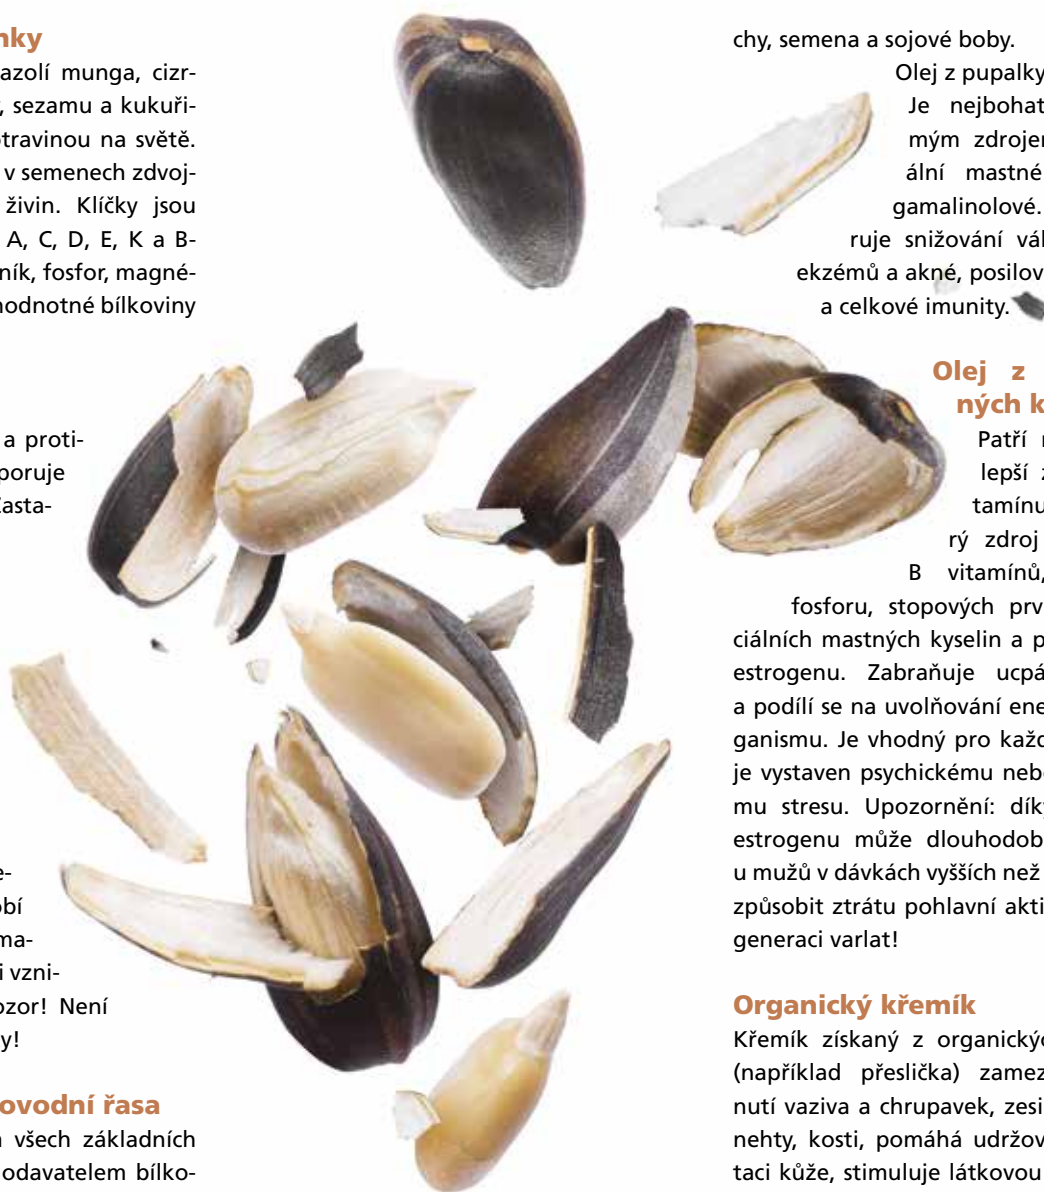 nky
azolí munga, cizr-
, sezamu a kukuři-
travinou na světě.
v semenech zdvoj-
živin. Klíčky jsou
A, C, D, E, K a B-
ník, fosfor, magné-
hodnotné bílkoviny
a proti-
poruje
asta-
e-
obí
ma-
i vzni-
ozor! Není
y!
ovodní řasa
všech základních
odavatelem bílko-
chy, semena a sojové boby.
Olej z pupalky
Je nejbohat
mým zdroje
ální mastné
gamalinolové.
ruje snižování vá
ekzémů a akné, posilov
a celkové imunity.
Olej z
ných k
Patří
lepší
tamínu
rý zdroj
B vitamínů,
fosforu, stopových prv
ciálních mastných kyselin a p
estrogenu. Zabraňuje ucpá
a podílí se na uvolňování ene
ganismu. Je vhodný pro každ
je vystaven psychickému neb
mu stresu. Upozornění: dík
estrogenu může dlouhodob
u mužů v dávkách vyšších než
způsobit ztrátu pohlavní akti
generaci varlat!
Organický křemík
Křemík získaný z organickýc
(například přeslička) zamez
nutí vaziva a chrupavek, zesi
nehty, kosti, pomáhá udržov
taci kůže, stimuluje látkovou